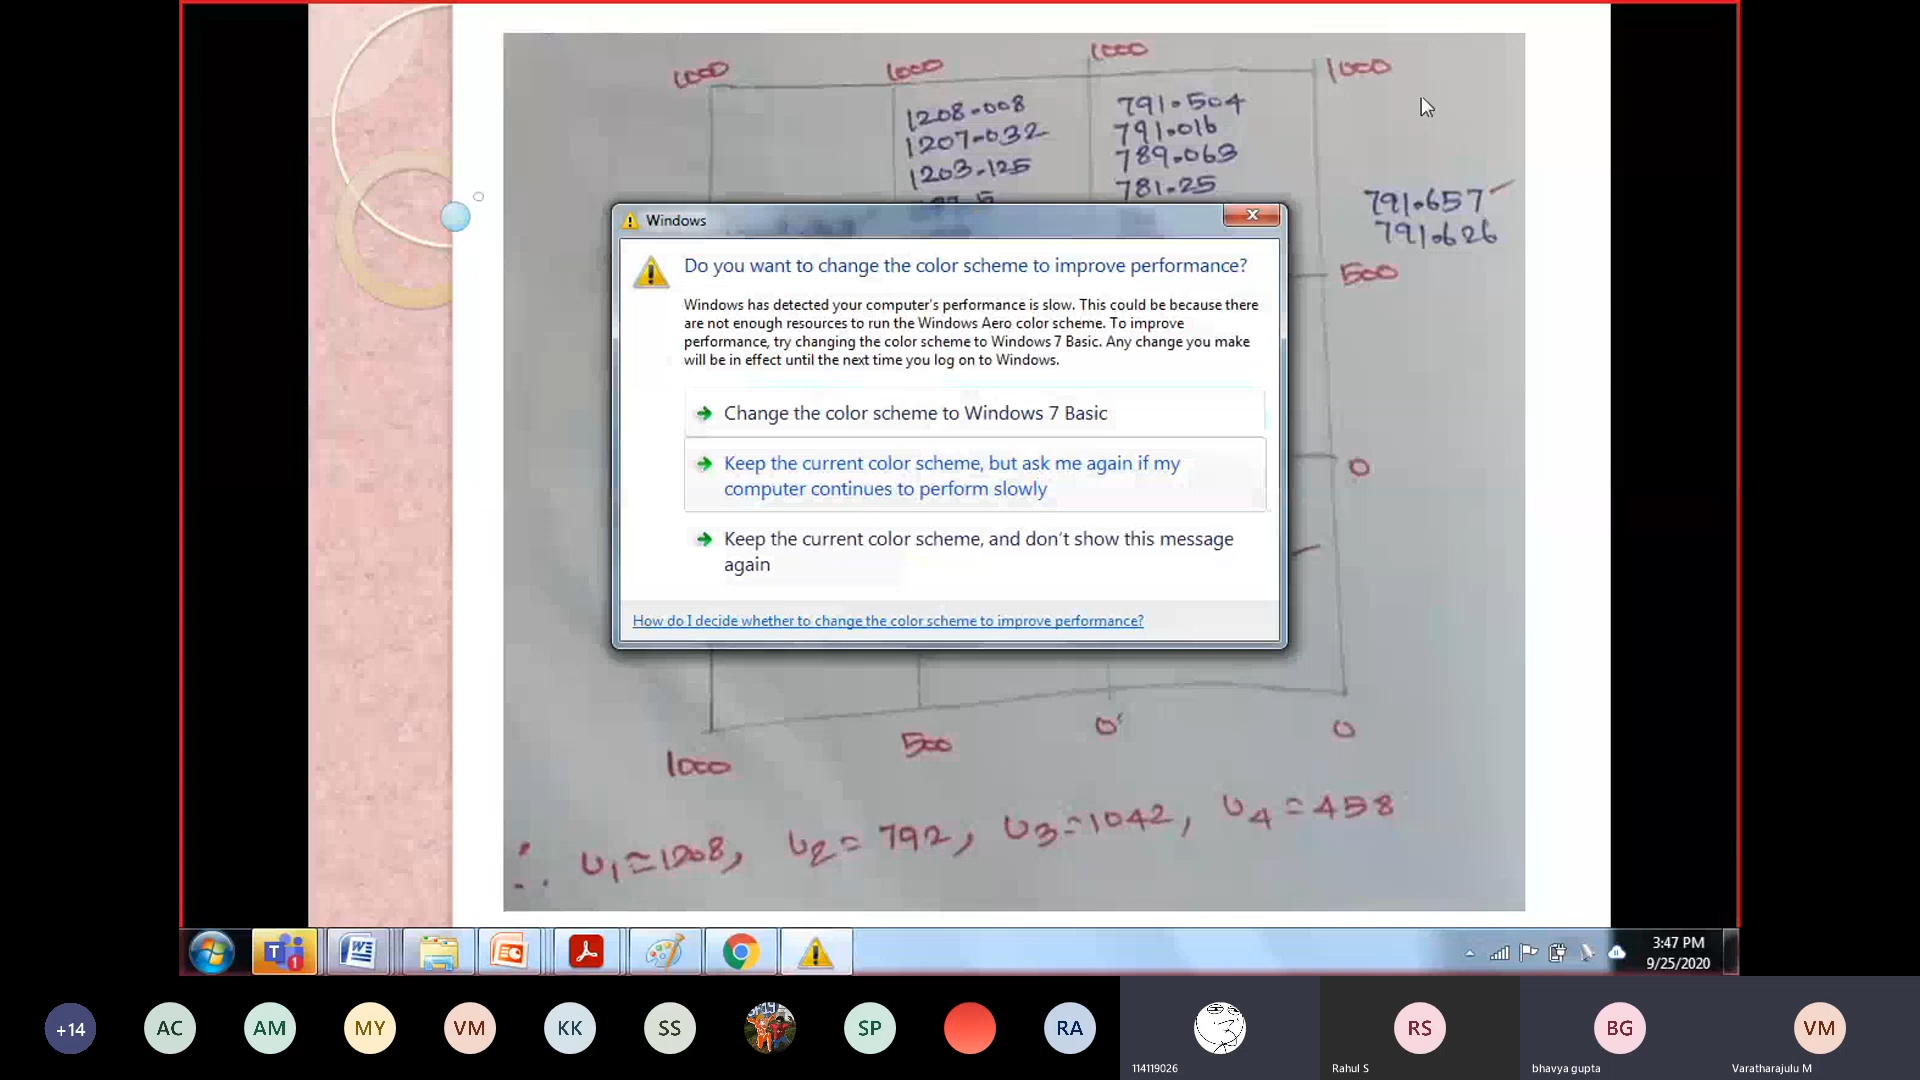 1000 1000 1000 1000
1208.008 791.504
1207.032 791.016
1203.125 789.063
781.25
791.657
791.626
500
Windows
Do you want to change the color scheme to improve performance?
Windows has detected your computer's performance is slow. This could be because there
are not enough resources to run the Windows Aero color scheme. To improve
performance, try changing the color scheme to Windows 7 Basic. Any change you make
will be in effect until the next time you log on to Windows.
Change the color scheme to Windows 7 Basic
Keep the current color scheme, but ask me again if my
computer continues to perform slowly
0
Keep the current color scheme, and don't show this message
again
How do I decide whether to change the color scheme to improve performance?
1000 500 0 0
∴ U1 = 1208, U2 = 792, U3 = 1042, U4 = 458
T 1
W
3:47 PM
9/25/2020
+14 AC AM MY VM KK SS SP RA RS BG VM
114119026 Rahul S bhavya gupta Varatharajulu M